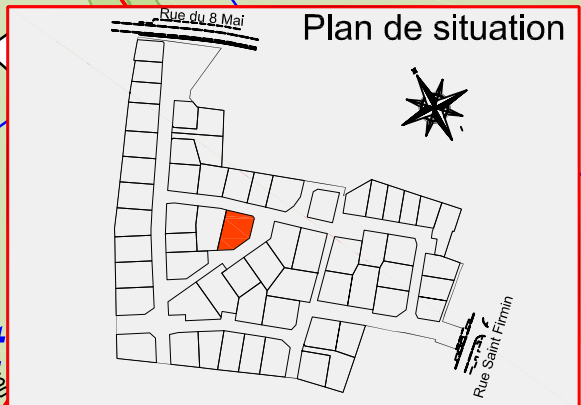 Rue du 8 Mai
Plan de situation
Rue Saint Firmin